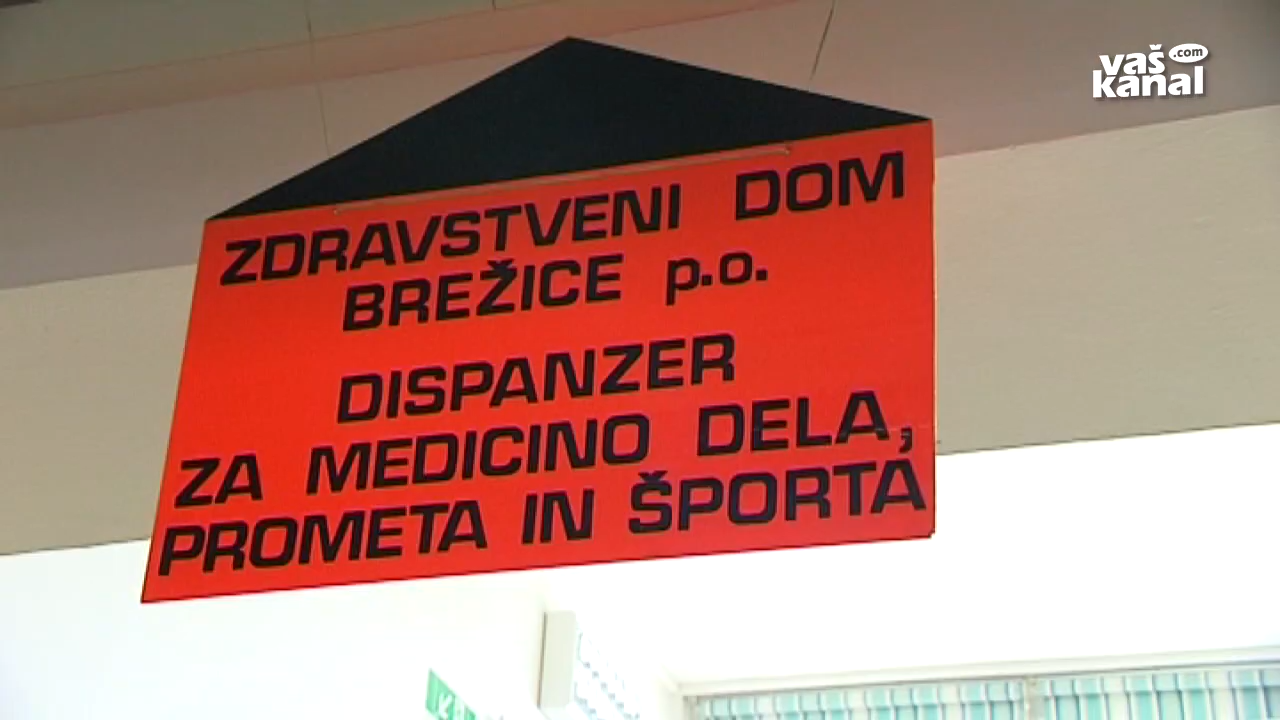 vaš
.com
kanal
ZDRAVSTVENI DOM
BREŽICE p.o.
DISPANZER
ZA MEDICINO DELA,
PROMETA IN ŠPORTA